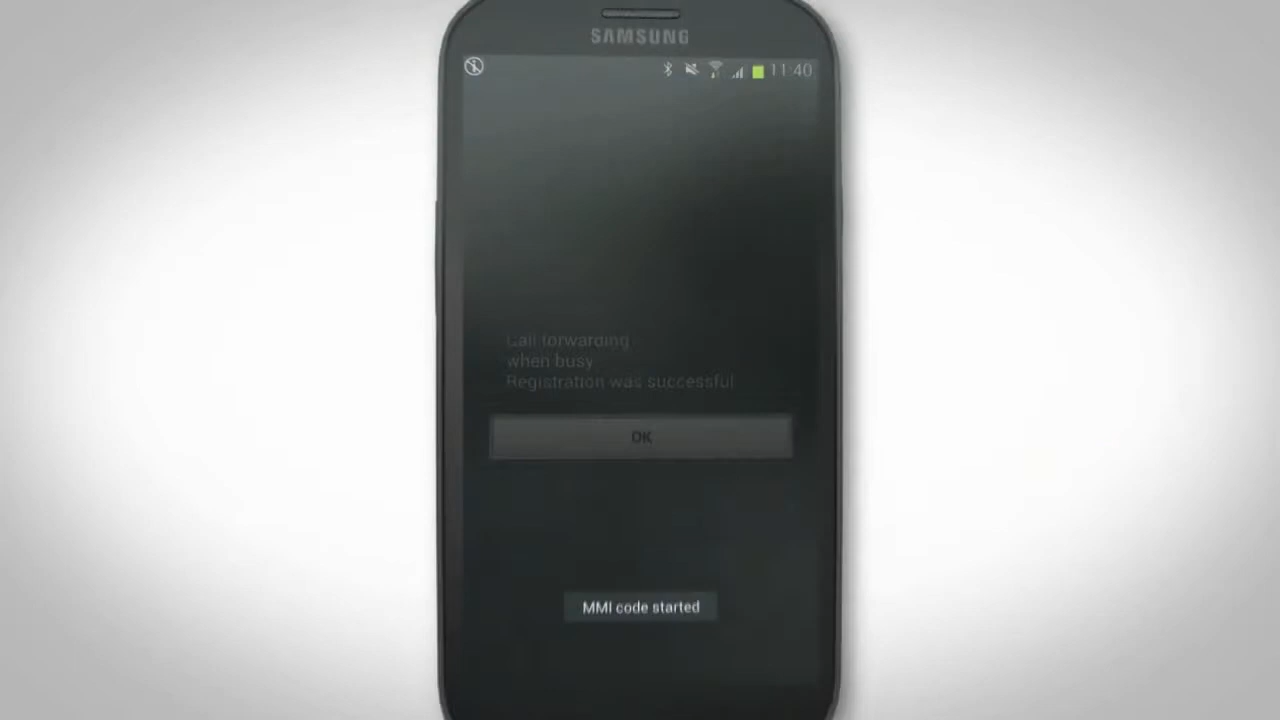 SAMSUNG
11:40
Call forwarding
when busy
Registration was successful
OK
MMI code started